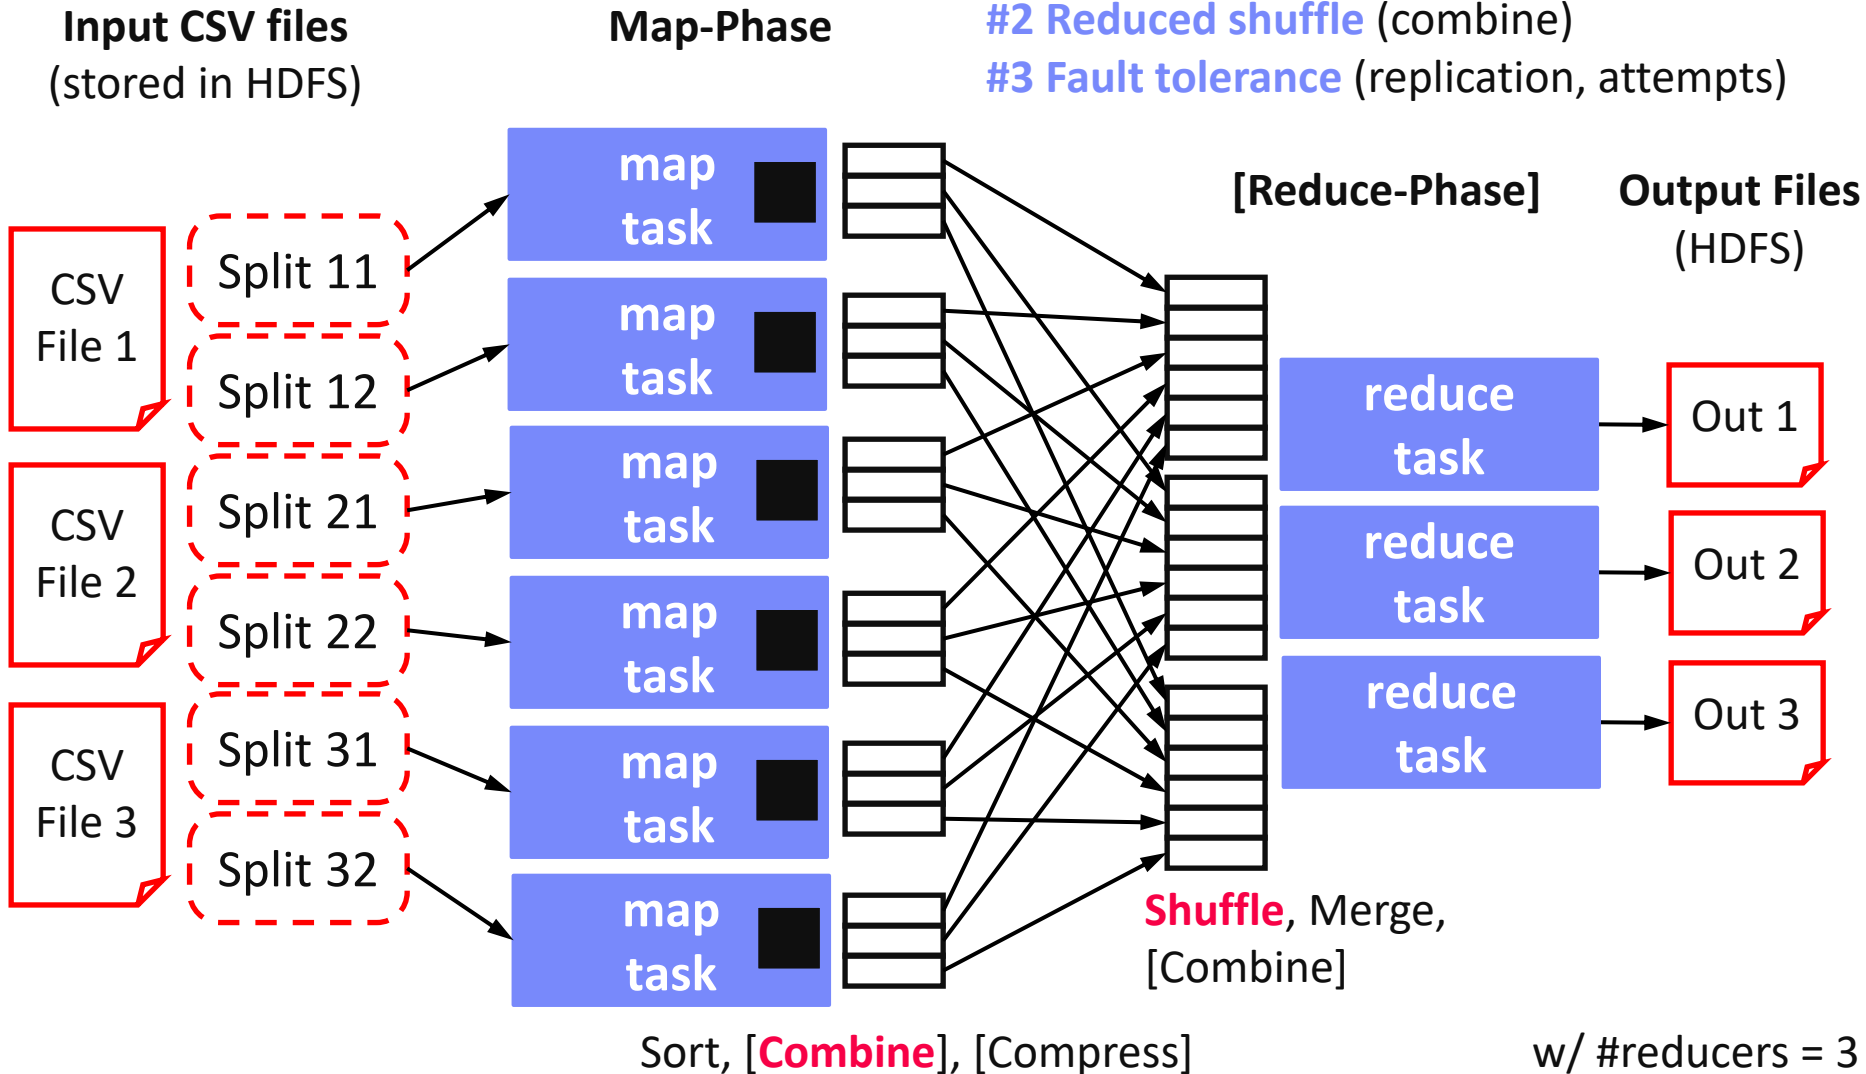 Input CSV files
(stored in HDFS)
Map-Phase
#2 Reduced shuffle (combine)
#3 Fault tolerance (replication, attempts)
[Reduce-Phase]
Output Files
(HDFS)
CSV
File 1
CSV
File 2
CSV
File 3
Split 11
Split 12
Split 21
Split 22
Split 31
Split 32
map
task
map
task
map
task
map
task
map
task
map
task
reduce
task
reduce
task
reduce
task
Out 1
Out 2
Out 3
Shuffle, Merge,
[Combine]
Sort, [Combine], [Compress]
w/ #reducers = 3